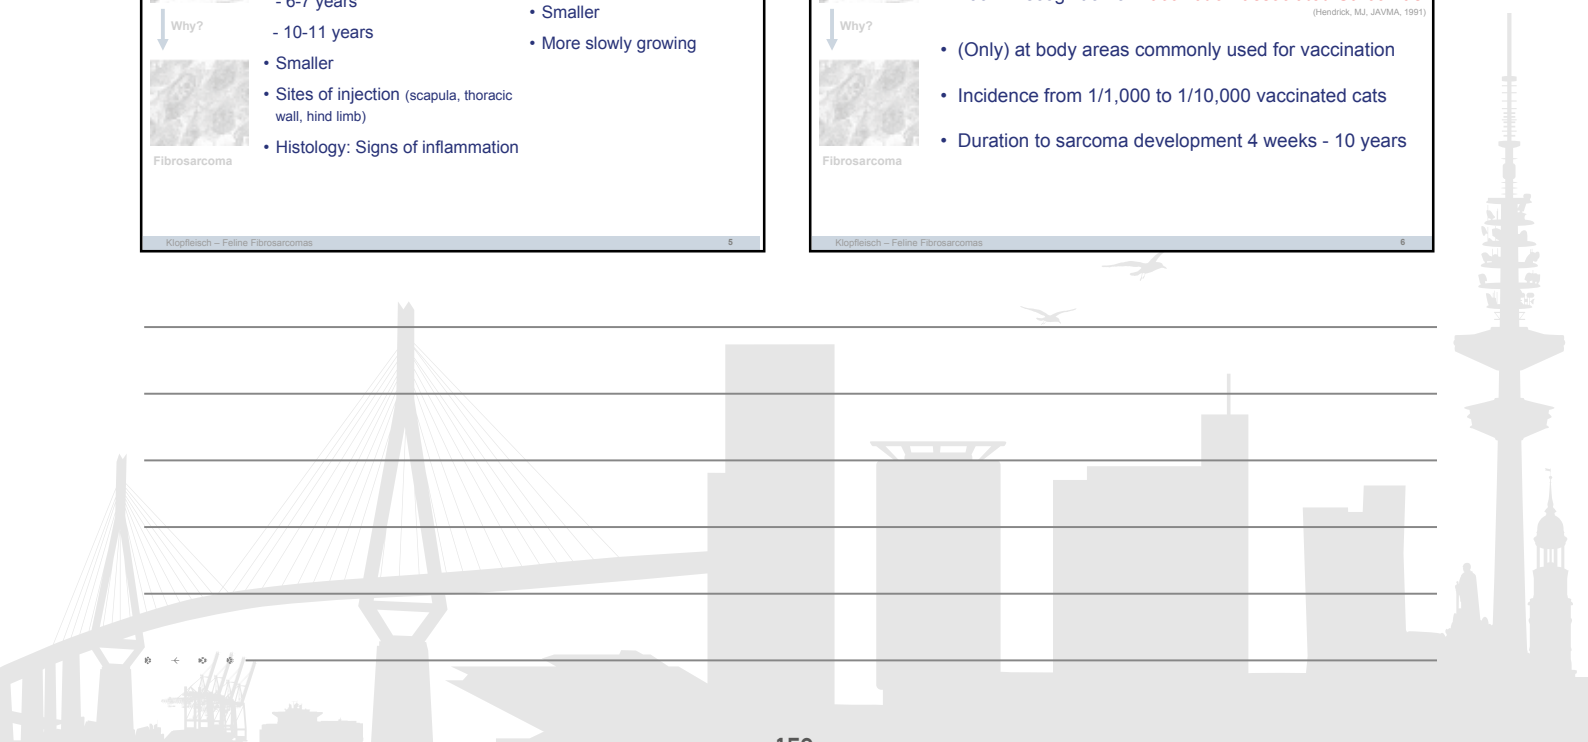 - 6-7 years
Why?
- 10-11 years
• Smaller
• Sites of injection (scapula, thoracic
wall, hind limb)
• Histology: Signs of inflammation
Fibrosarcoma
• Smaller
• More slowly growing
Klopfleisch – Feline Fibrosarcomas 5
(Hendrick, MJ, JAVMA, 1991)
Why?
• (Only) at body areas commonly used for vaccination
• Incidence from 1/1,000 to 1/10,000 vaccinated cats
• Duration to sarcoma development 4 weeks - 10 years
Fibrosarcoma
Klopfleisch – Feline Fibrosarcomas 6